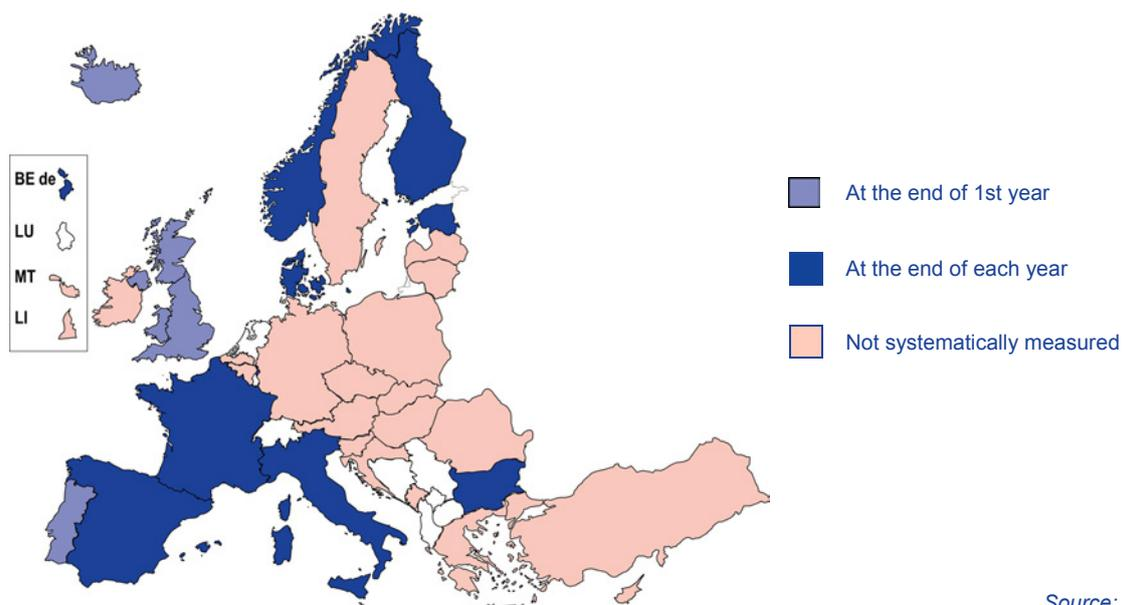 BE de
LU
MT
LI
At the end of 1st year
At the end of each year
Not systematically measured
Source: